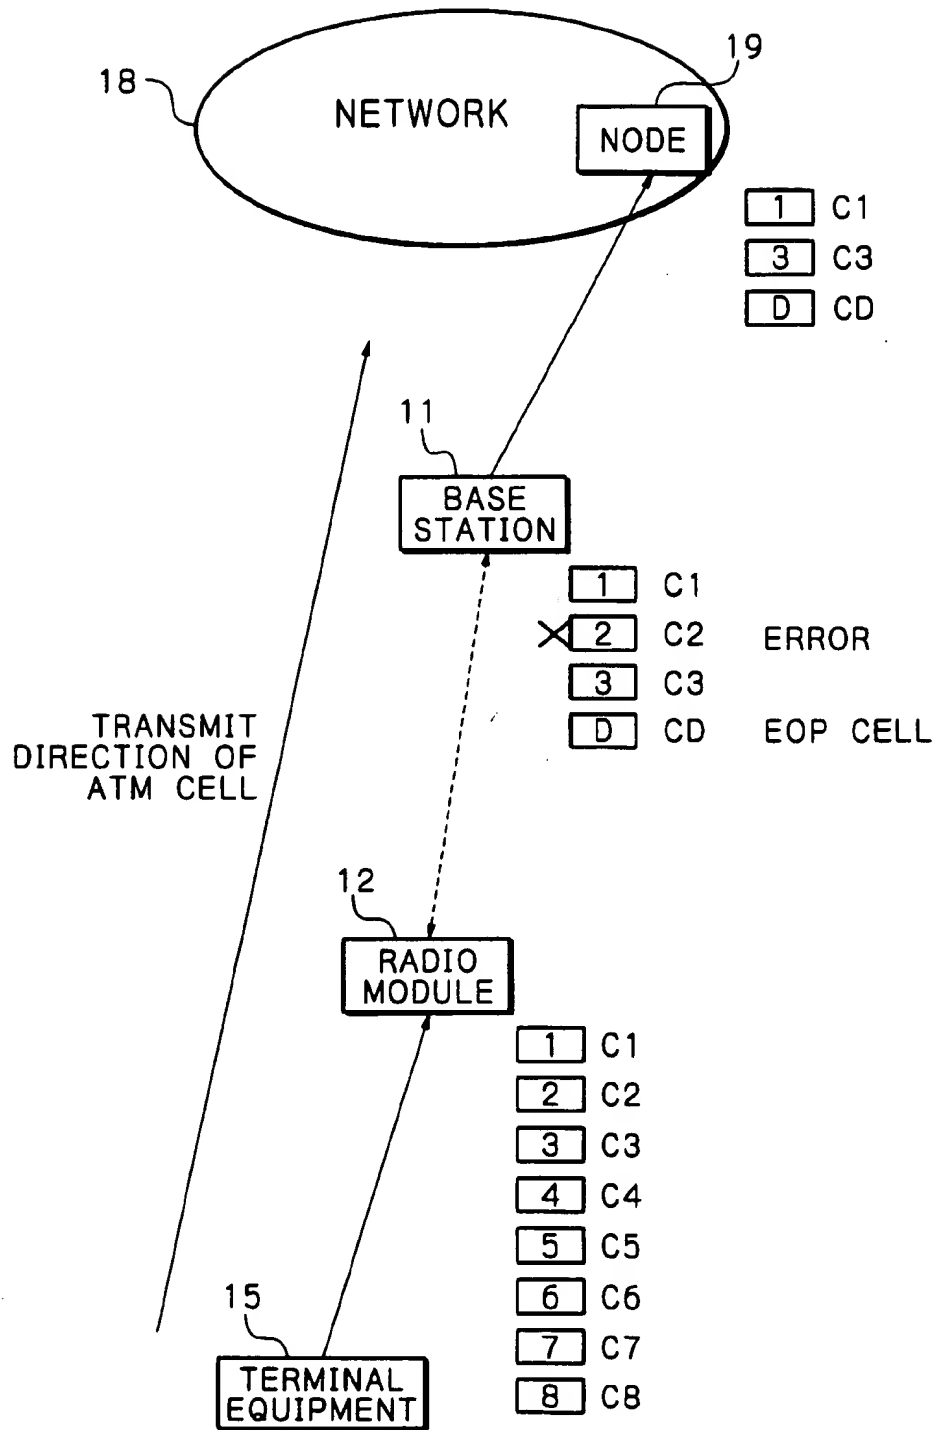 18
NETWORK
19
NODE
1 C1
3 C3
D CD
11
BASE
STATION
1 C1
2 C2 ERROR
3 C3
D CD EOP CELL
TRANSMIT
DIRECTION OF
ATM CELL
12
RADIO
MODULE
1 C1
2 C2
3 C3
4 C4
5 C5
6 C6
7 C7
8 C8
15
TERMINAL
EQUIPMENT